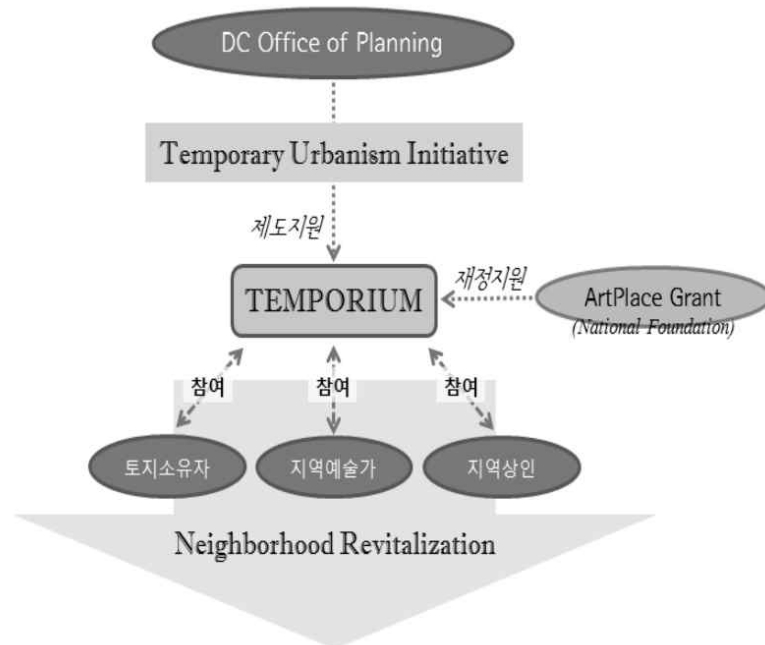 DC Office of Planning
Temporary Urbanism Initiative
제도지원
재정지원
TEMPORIUM
ArtPlace Grant
(National Foundation)
참여 참여 참여
토지소유자 지역예술가 지역상인
Neighborhood Revitalization